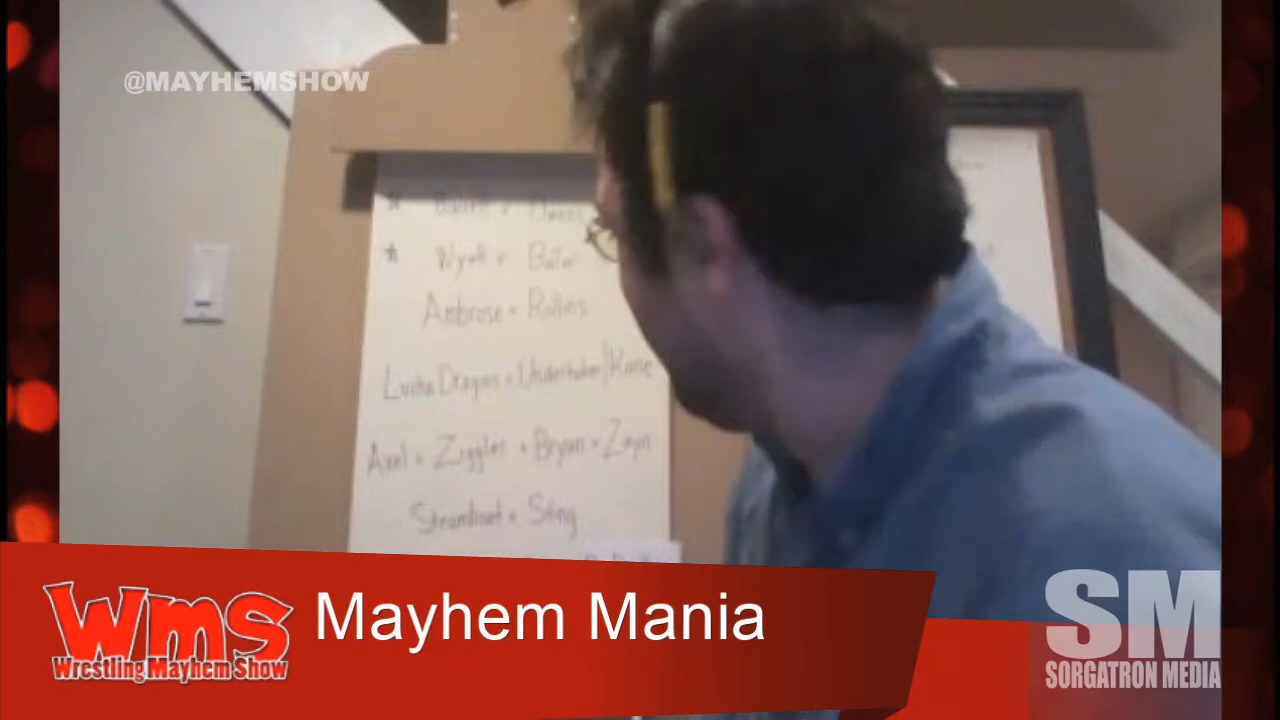 @MAYHEMSHOW
* Owens
* Wyatt v Balor
Ambrose v Rollins
Lucha Dragons v Undertaker/Kane
Axel v Ziggler v Bryan v Zayn
Steamboat v Sting
Wms Mayhem Mania
Wrestling Mayhem Show
SM
SORGATRON MEDIA